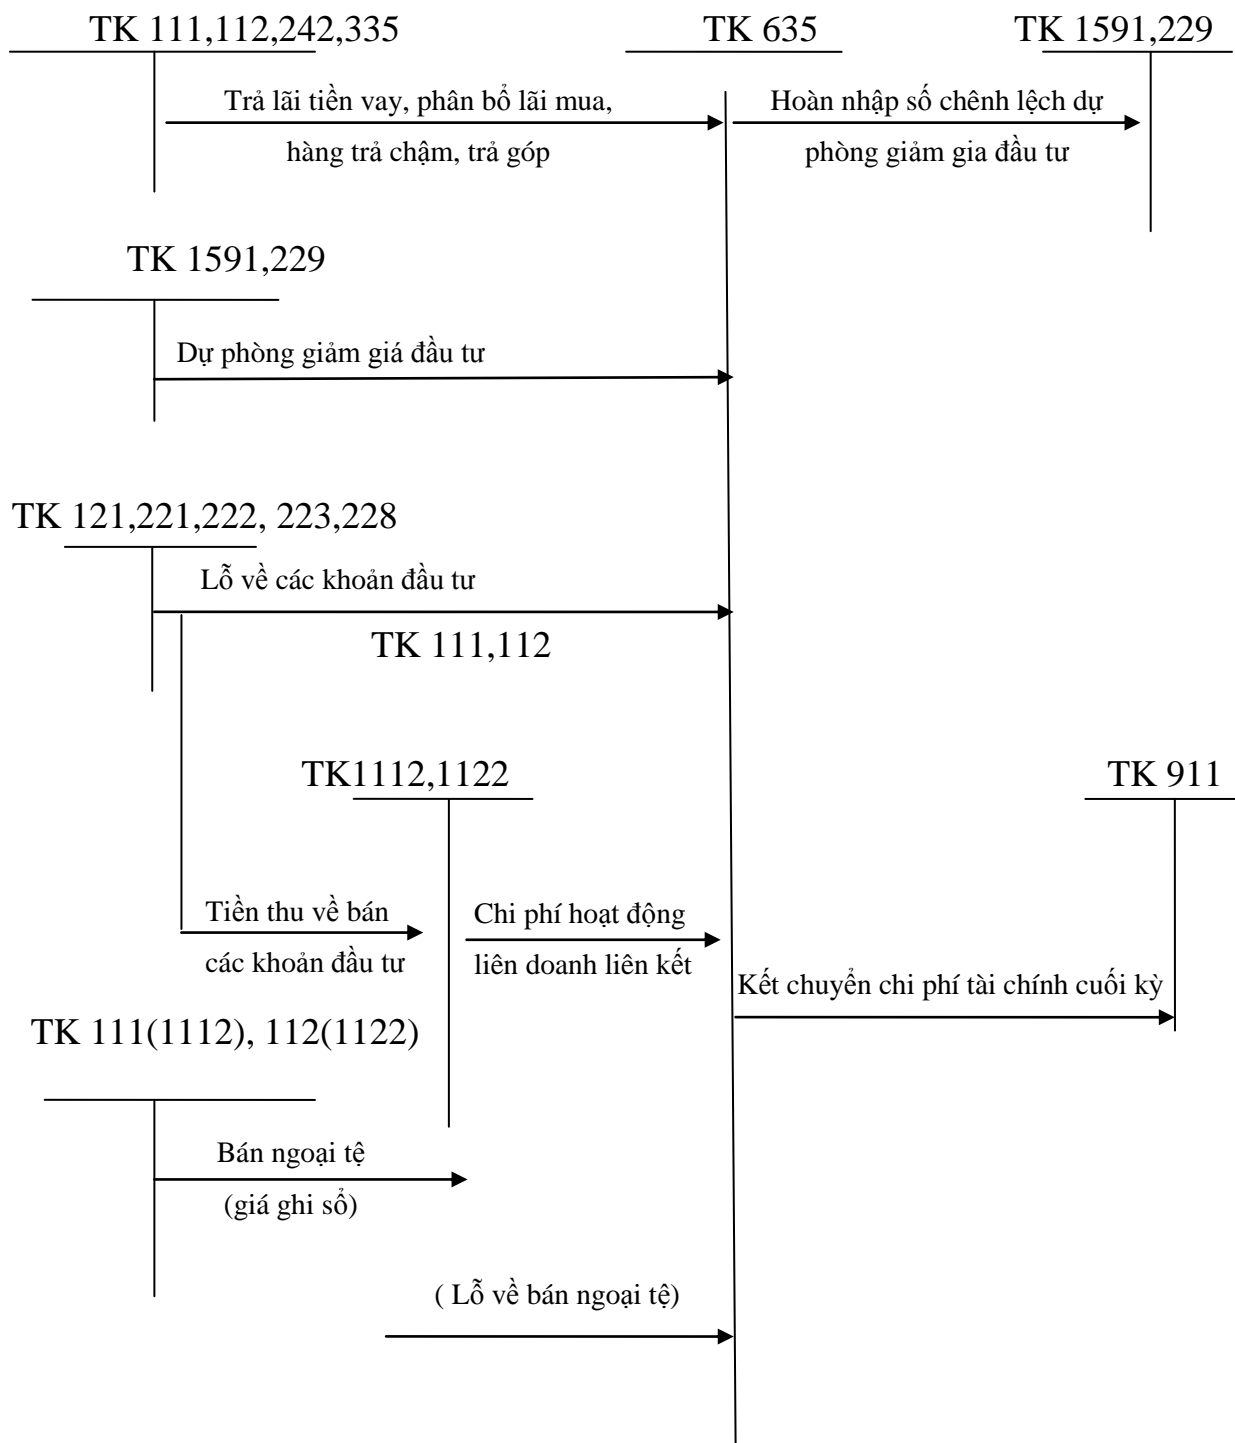 TK 111,112,242,335
TK 635
TK 1591,229
Trả lãi tiền vay, phân bổ lãi mua,
hàng trả chậm, trả góp
Hoàn nhập số chênh lệch dự
phòng giảm gia đầu tư
TK 1591,229
Dự phòng giảm giá đầu tư
TK 121,221,222, 223,228
Lỗ về các khoản đầu tư
TK 111,112
TK1112,1122
TK 911
Tiền thu về bán
các khoản đầu tư
Chi phí hoạt động
liên doanh liên kết
Kết chuyển chi phí tài chính cuối kỳ
TK 111(1112), 112(1122)
Bán ngoại tệ
(giá ghi sổ)
( Lỗ về bán ngoại tệ)